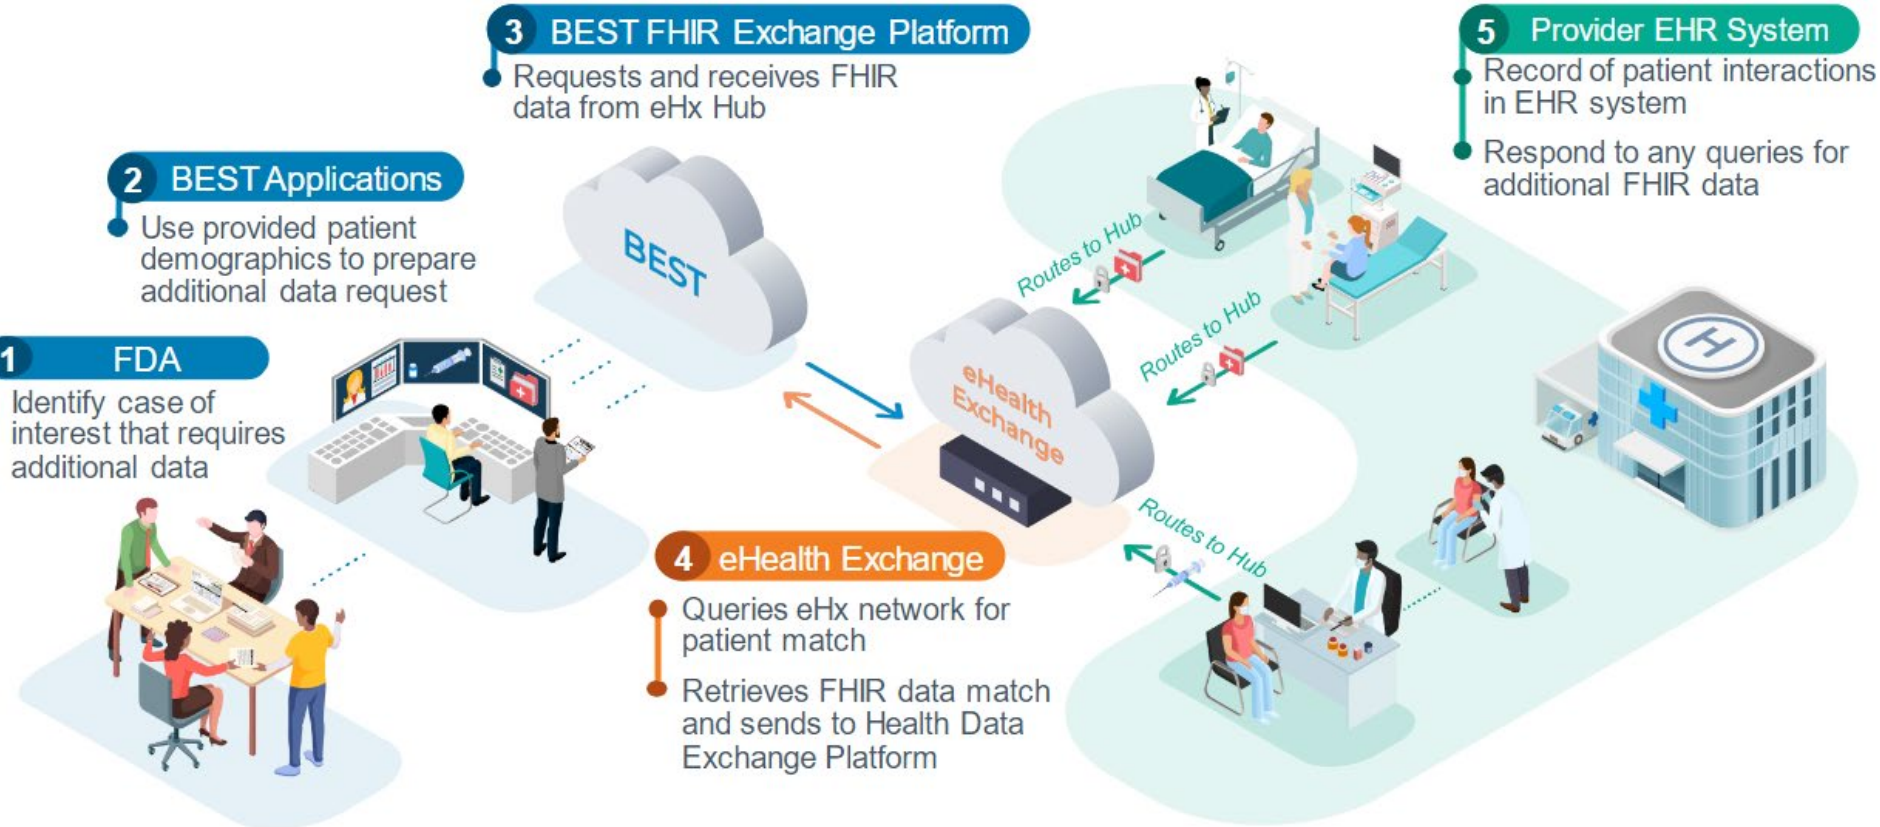 1 FDA
Identify case of
interest that requires
additional data
2 BEST Applications
Use provided patient
demographics to prepare
additional data request
3 BEST FHIR Exchange Platform
Requests and receives FHIR
data from eHx Hub
BEST
eHealth
Exchange
4 eHealth Exchange
Queries eHx network for
patient match
Retrieves FHIR data match
and sends to Health Data
Exchange Platform
Routes to Hub
Routes to Hub
Routes to Hub
5 Provider EHR System
Record of patient interactions
in EHR system
Respond to any queries for
additional FHIR data
H